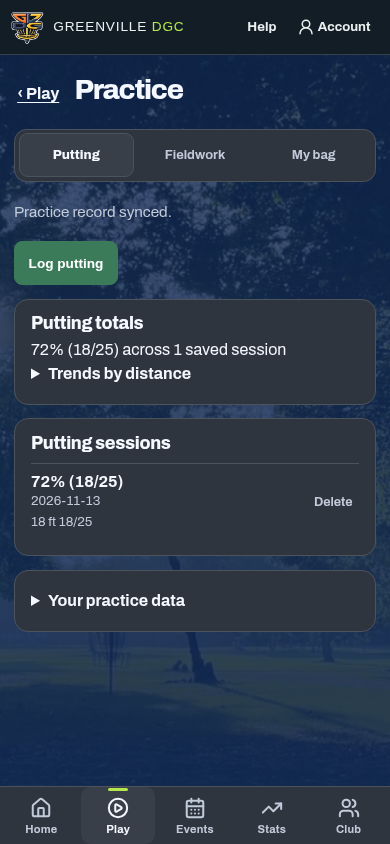 GREENVILLE DGC
Help
Account
‹ Play
Practice
Putting
Fieldwork
My bag
Practice record synced.
Log putting
Putting totals
72% (18/25) across 1 saved session
Trends by distance
Putting sessions
72% (18/25)
2026-11-13
18 ft 18/25
Delete
Your practice data
Home
Play
Events
Stats
Club